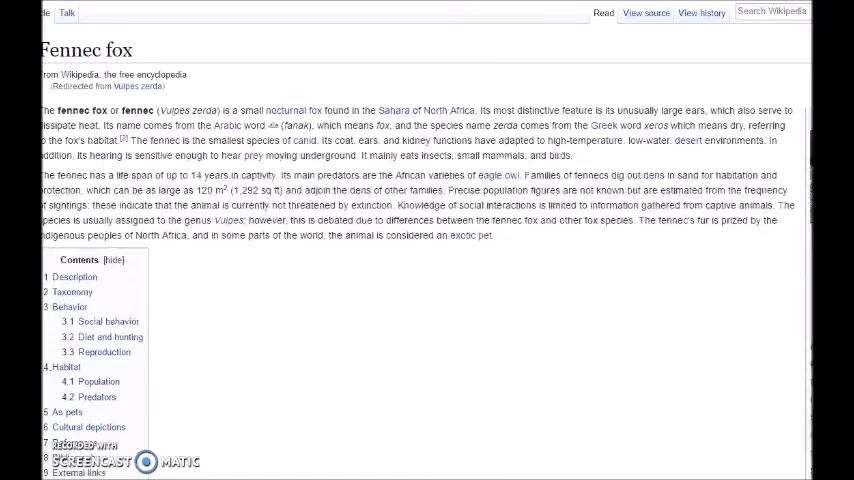 de Talk Read View source View history Search Wikipedia
Fennec fox
rom Wikipedia, the free encyclopedia
(Redirected from Vulpes zerda)
he fennec fox or fennec (Vulpes zerda) is a small nocturnal fox found in the Sahara of North Africa. Its most distinctive feature is its unusually large ears, which also serve to
issipate heat. Its name comes from the Arabic word (fanak), which means fox, and the species name zerda comes from the Greek word xeros which means dry, referring
o the fox's habitat.[2] The fennec is the smallest species of canid. Its coat, ears, and kidney functions have adapted to high-temperature, low-water, desert environments. In
ddition, its hearing is sensitive enough to hear prey moving underground. It mainly eats insects, small mammals, and birds.
The fennec has a life span of up to 14 years in captivity. Its main predators are the African varieties of eagle owl. Families of fennecs dig out dens in sand for habitation and
rotection, which can be as large as 120 m2 (1,292 sq ft) and adjoin the dens of other families. Precise population figures are not known but are estimated from the frequency
f sightings; these indicate that the animal is currently not threatened by extinction. Knowledge of social interactions is limited to information gathered from captive animals. The
pecies is usually assigned to the genus Vulpes; however, this is debated due to differences between the fennec fox and other fox species. The fennec's fur is prized by the
ndigenous peoples of North Africa, and in some parts of the world, the animal is considered an exotic pet.
Contents [hide]
1 Description
2 Taxonomy
3 Behavior
3.1 Social behavior
3.2 Diet and hunting
3.3 Reproduction
4 Habitat
4.1 Population
4.2 Predators
5 As pets
6 Cultural depictions
7
RECORDED WITH
8
SCREENCAST MATIC
9 External links